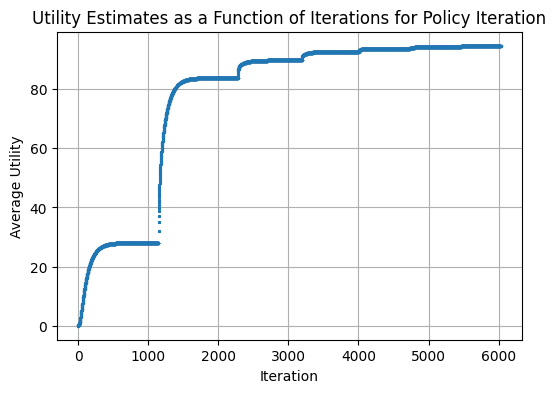 Utility Estimates as a Function of Iterations for Policy Iteration
Average Utility
80
60
40
20
0
0 1000 2000 3000 4000 5000 6000
Iteration